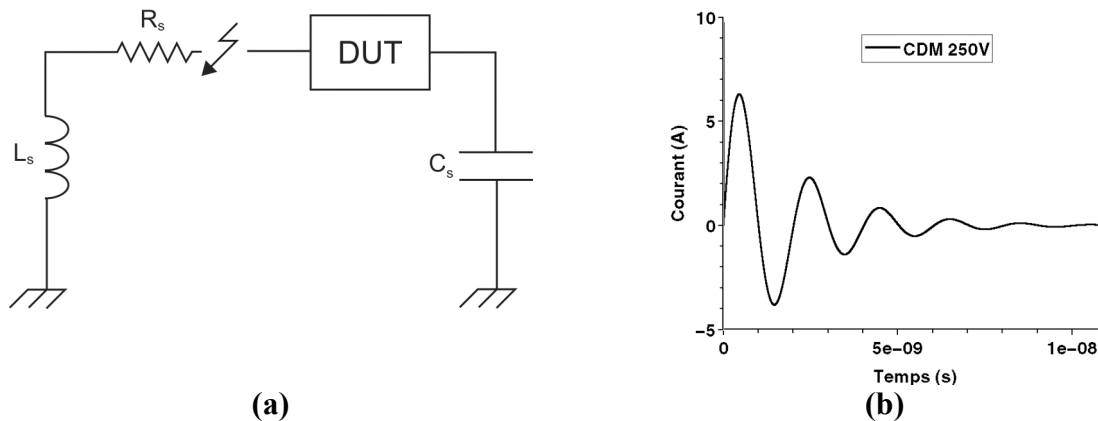 Rs
DUT
Ls
Cs
(a)
10
5
0
−5
CDM 250V
Courant (A)
0
5e−09
1e−08
Temps (s)
(b)